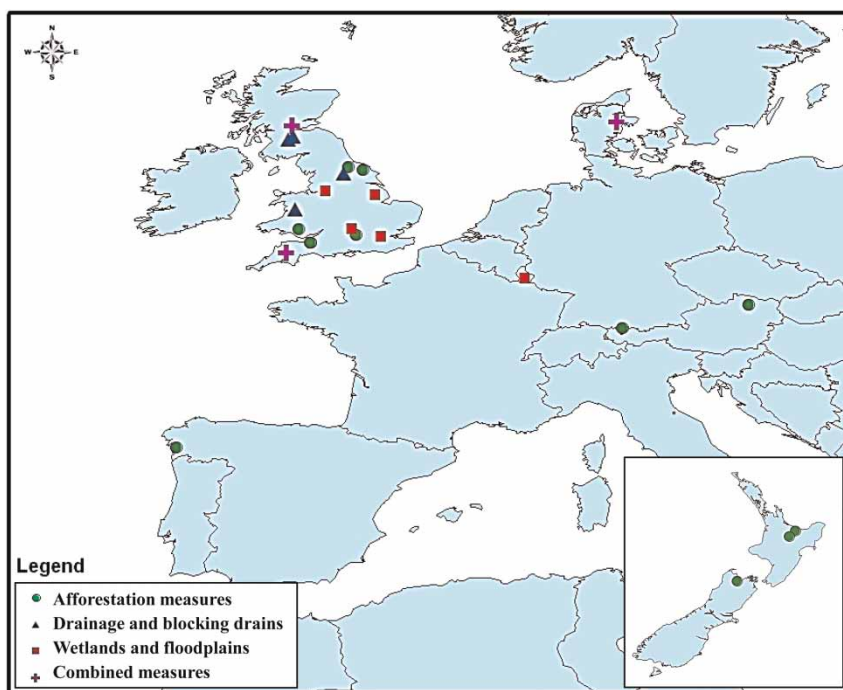 N
W E
S
Legend
Afforestation measures
Drainage and blocking drains
Wetlands and floodplains
Combined measures